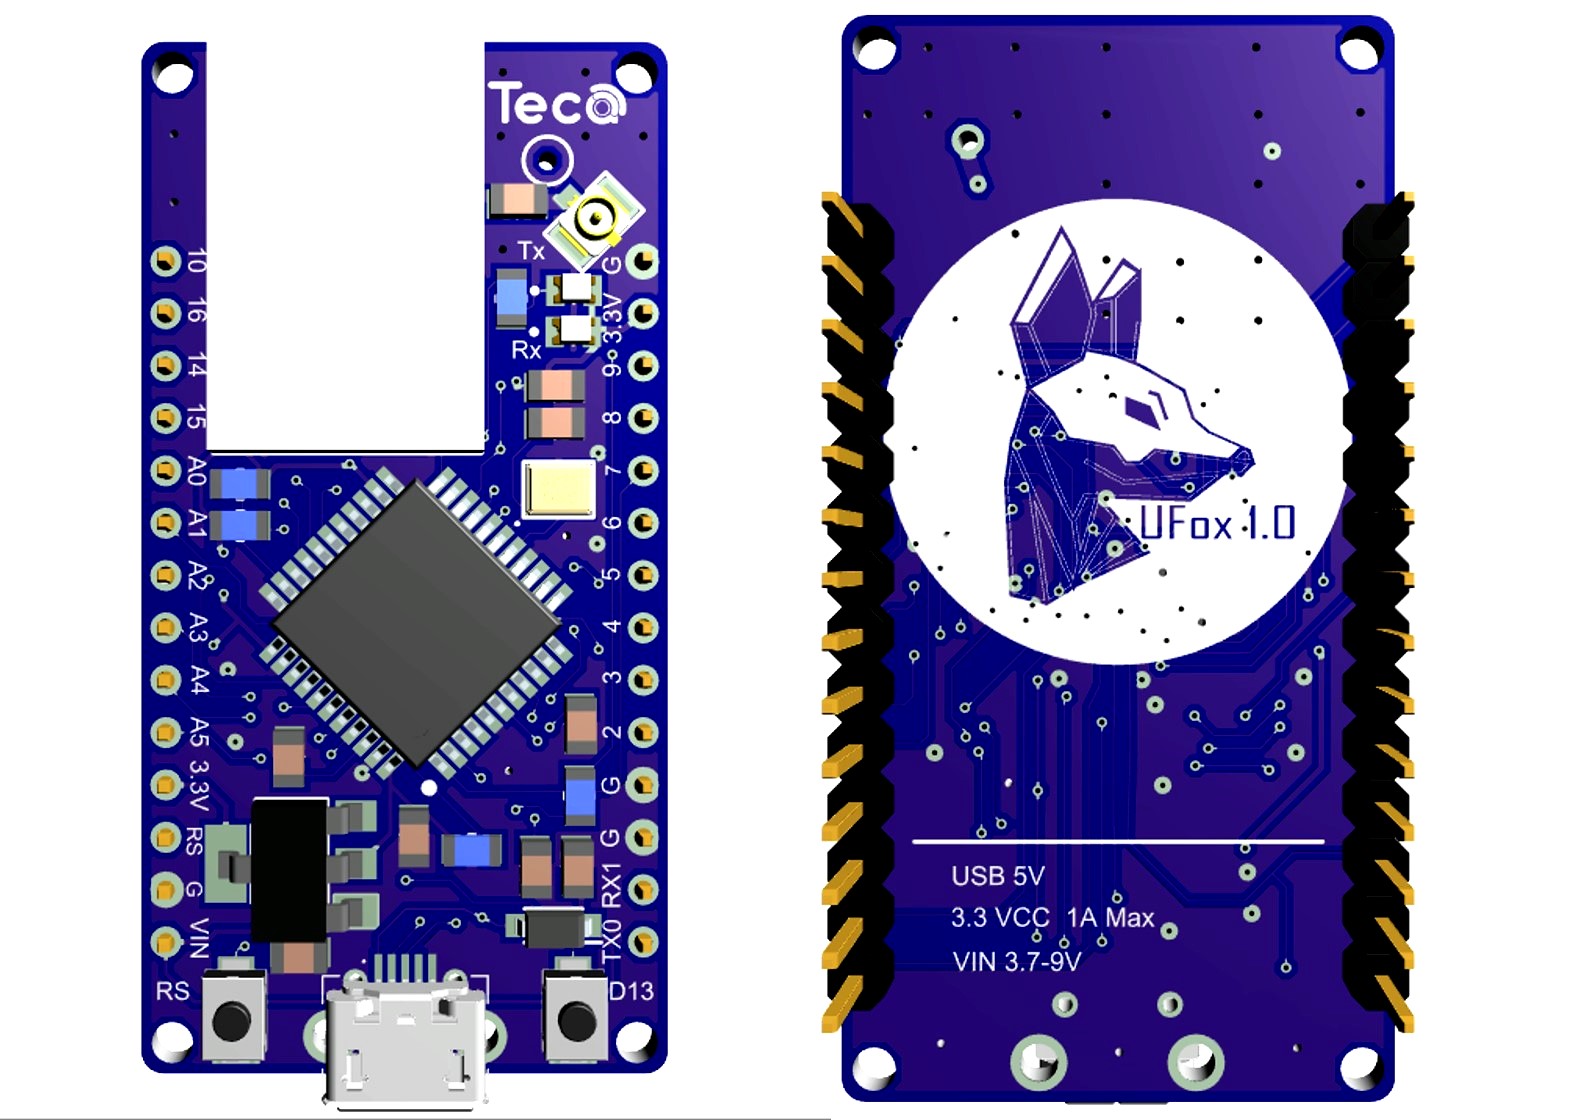 Teca
Tx
Rx
10
16
14
15
A0
A1
A2
A3
A4
A5
3.3V
RS
G
VIN
G
3.3V
9
8
7
6
5
4
3
2
G
G
RX1
TX0
RS
D13
UFox 1.0
USB 5V
3.3 VCC 1A Max
VIN 3.7-9V